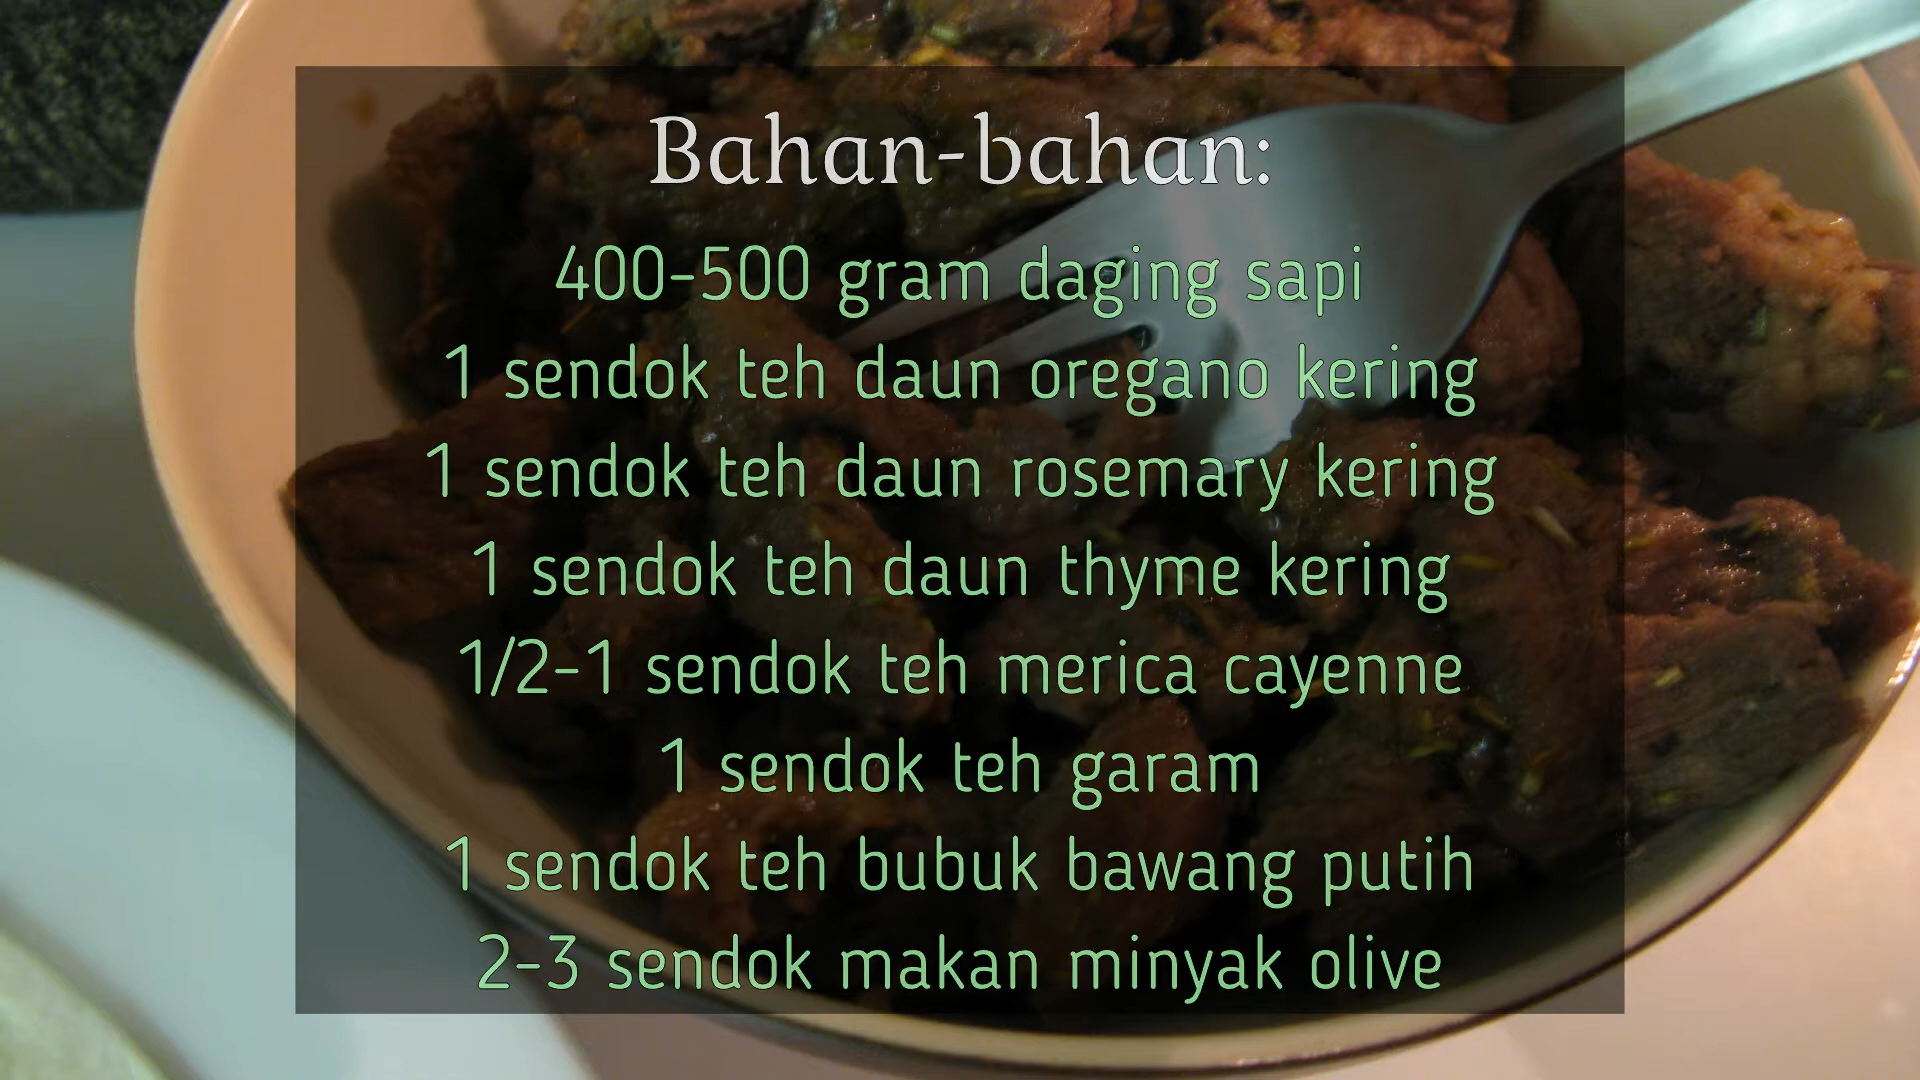 Bahan-bahan:
400-500 gram daging sapi
1 sendok teh daun oregano kering
1 sendok teh daun rosemary kering
1 sendok teh daun thyme kering
1/2-1 sendok teh merica cayenne
1 sendok teh garam
1 sendok teh bubuk bawang putih
2-3 sendok makan minyak olive